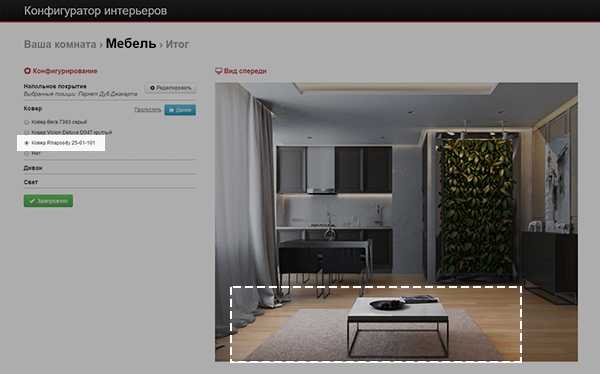 Конфигуратор интерьеров
Ваша комната › Мебель › Итог
Конфигурирование
Вид спереди
Напольное покрытие
Редактировать
Выбранные позиции: Паркет Дуб Джакарта
Ковер
Пропустить
Далее
Ковер Вега 7393 серый
Ковер Vision Deluxe D047 круглый
Ковер Rhapsody 25-01-101
Нет
Диван
Свет
Завершено